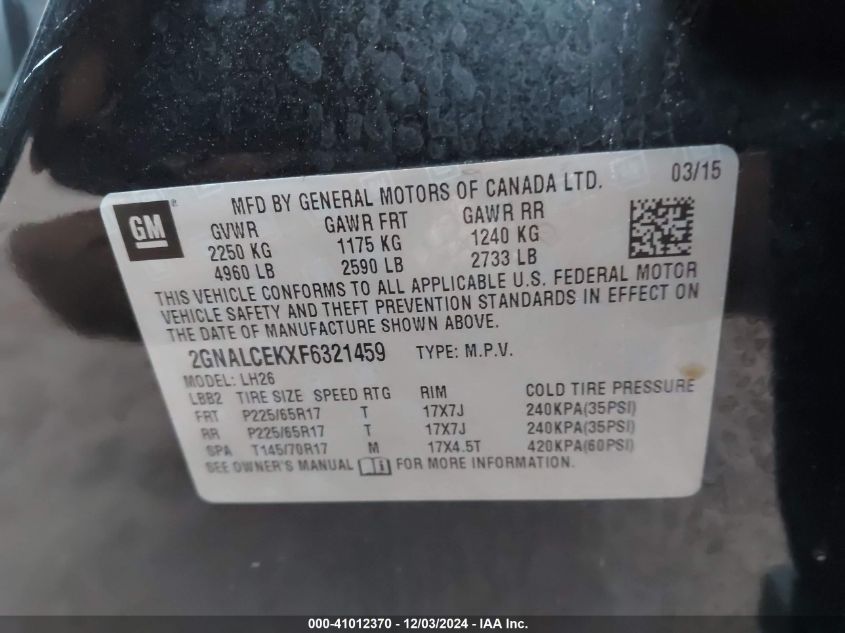 MFD BY GENERAL MOTORS OF CANADA LTD. 03/15
GM ®
GVWR GAWR FRT GAWR RR
2250 KG 1175 KG 1240 KG
4960 LB 2590 LB 2733 LB
THIS VEHICLE CONFORMS TO ALL APPLICABLE U.S. FEDERAL MOTOR
VEHICLE SAFETY AND THEFT PREVENTION STANDARDS IN EFFECT ON
THE DATE OF MANUFACTURE SHOWN ABOVE.
2GNALCEKXF6321459 TYPE: M.P.V.
MODEL: LH26
LBB2 TIRE SIZE SPEED RTG RIM COLD TIRE PRESSURE
FRT P225/65R17 T 17X7J 240KPA(35PSI)
RR P225/65R17 T 17X7J 240KPA(35PSI)
SPA T145/70R17 M 17X4.5T 420KPA(60PSI)
SEE OWNER'S MANUAL FOR MORE INFORMATION.
000-41012370 - 12/03/2024 - IAA Inc.